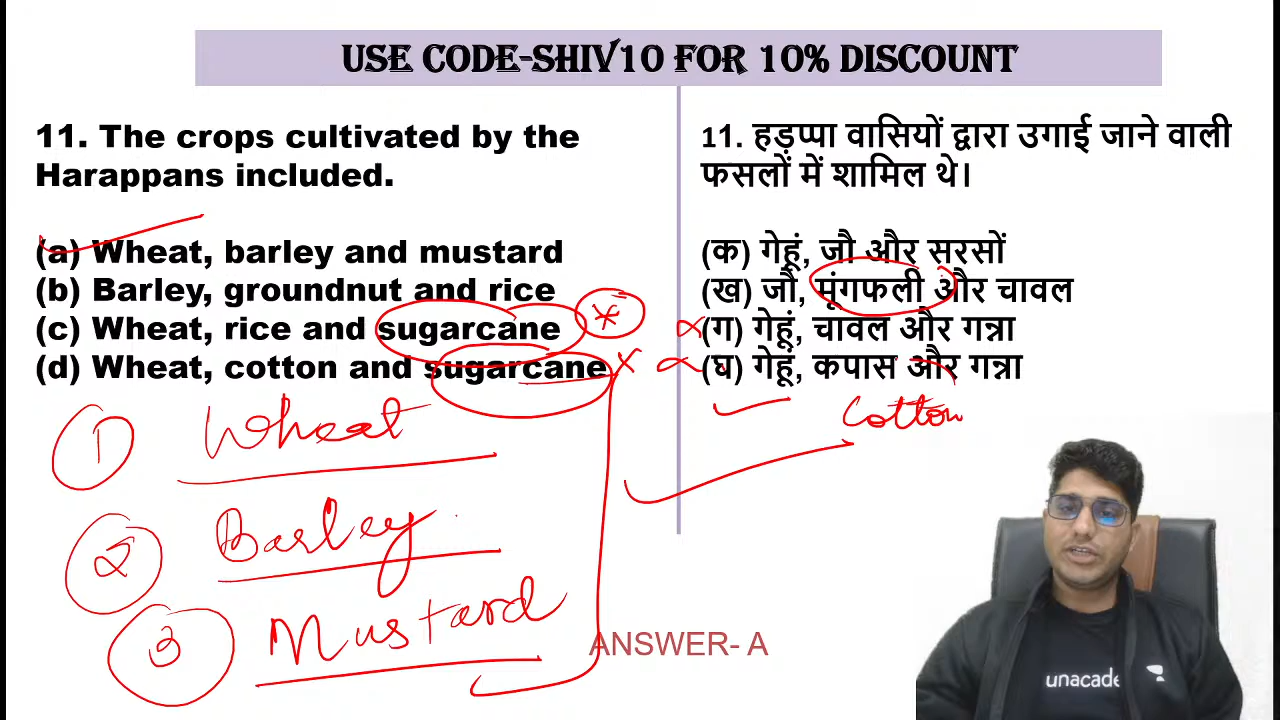 USE CODE-SHIV10 FOR 10% DISCOUNT
11. The crops cultivated by the
Harappans included.
(a) Wheat, barley and mustard
(b) Barley, groundnut and rice
(c) Wheat, rice and sugarcane
(d) Wheat, cotton and sugarcane
11. हड़प्पा वासियों द्वारा उगाई जाने वाली
फसलों में शामिल थे।
(क) गेहूं, जौ और सरसों
(ख) जौ, मूंगफली और चावल
(ग) गेहूं, चावल और गन्ना
(घ) गेहूं, कपास और गन्ना
Cotton
1 Wheat
2 Barley
3 Mustard
ANSWER- A
unacade